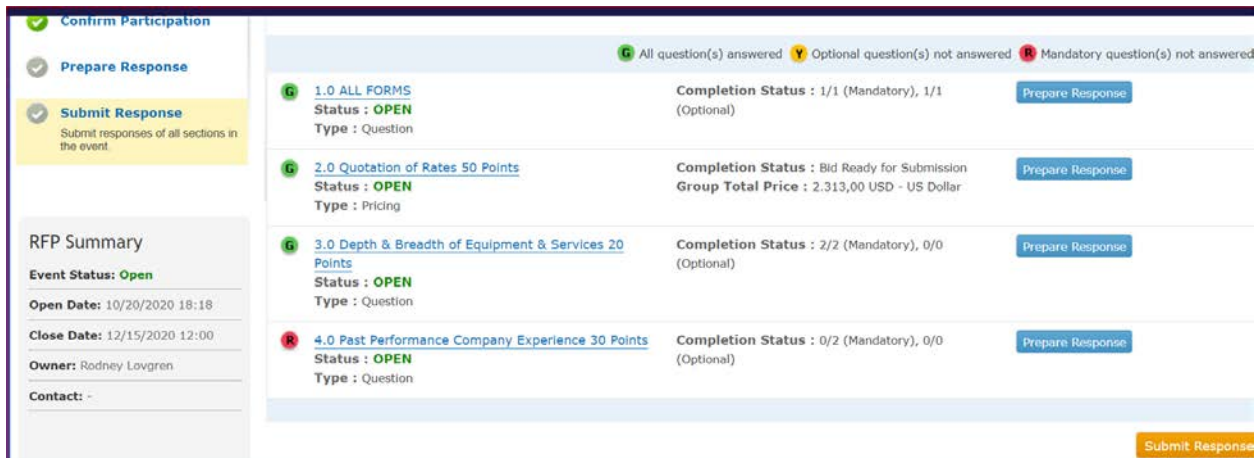 Confirm Participation
Prepare Response
Submit Response
Submit responses of all sections in
the event
RFP Summary
Event Status: Open
Open Date: 10/20/2020 18:18
Close Date: 12/15/2020 12:00
Owner: Rodney Lovgren
Contact: -
G All question(s) answered Y Optional question(s) not answered R Mandatory question(s) not answered
G 1.0 ALL FORMS
Status : OPEN
Type : Question
Completion Status : 1/1 (Mandatory), 1/1
(Optional)
Prepare Response
G 2.0 Quotation of Rates 50 Points
Status : OPEN
Type : Pricing
Completion Status : Bid Ready for Submission
Group Total Price : 2.313,00 USD - US Dollar
Prepare Response
G 3.0 Depth & Breadth of Equipment & Services 20
Points
Status : OPEN
Type : Question
Completion Status : 2/2 (Mandatory), 0/0
(Optional)
Prepare Response
R 4.0 Past Performance Company Experience 30 Points
Status : OPEN
Type : Question
Completion Status : 0/2 (Mandatory), 0/0
(Optional)
Prepare Response
Submit Response